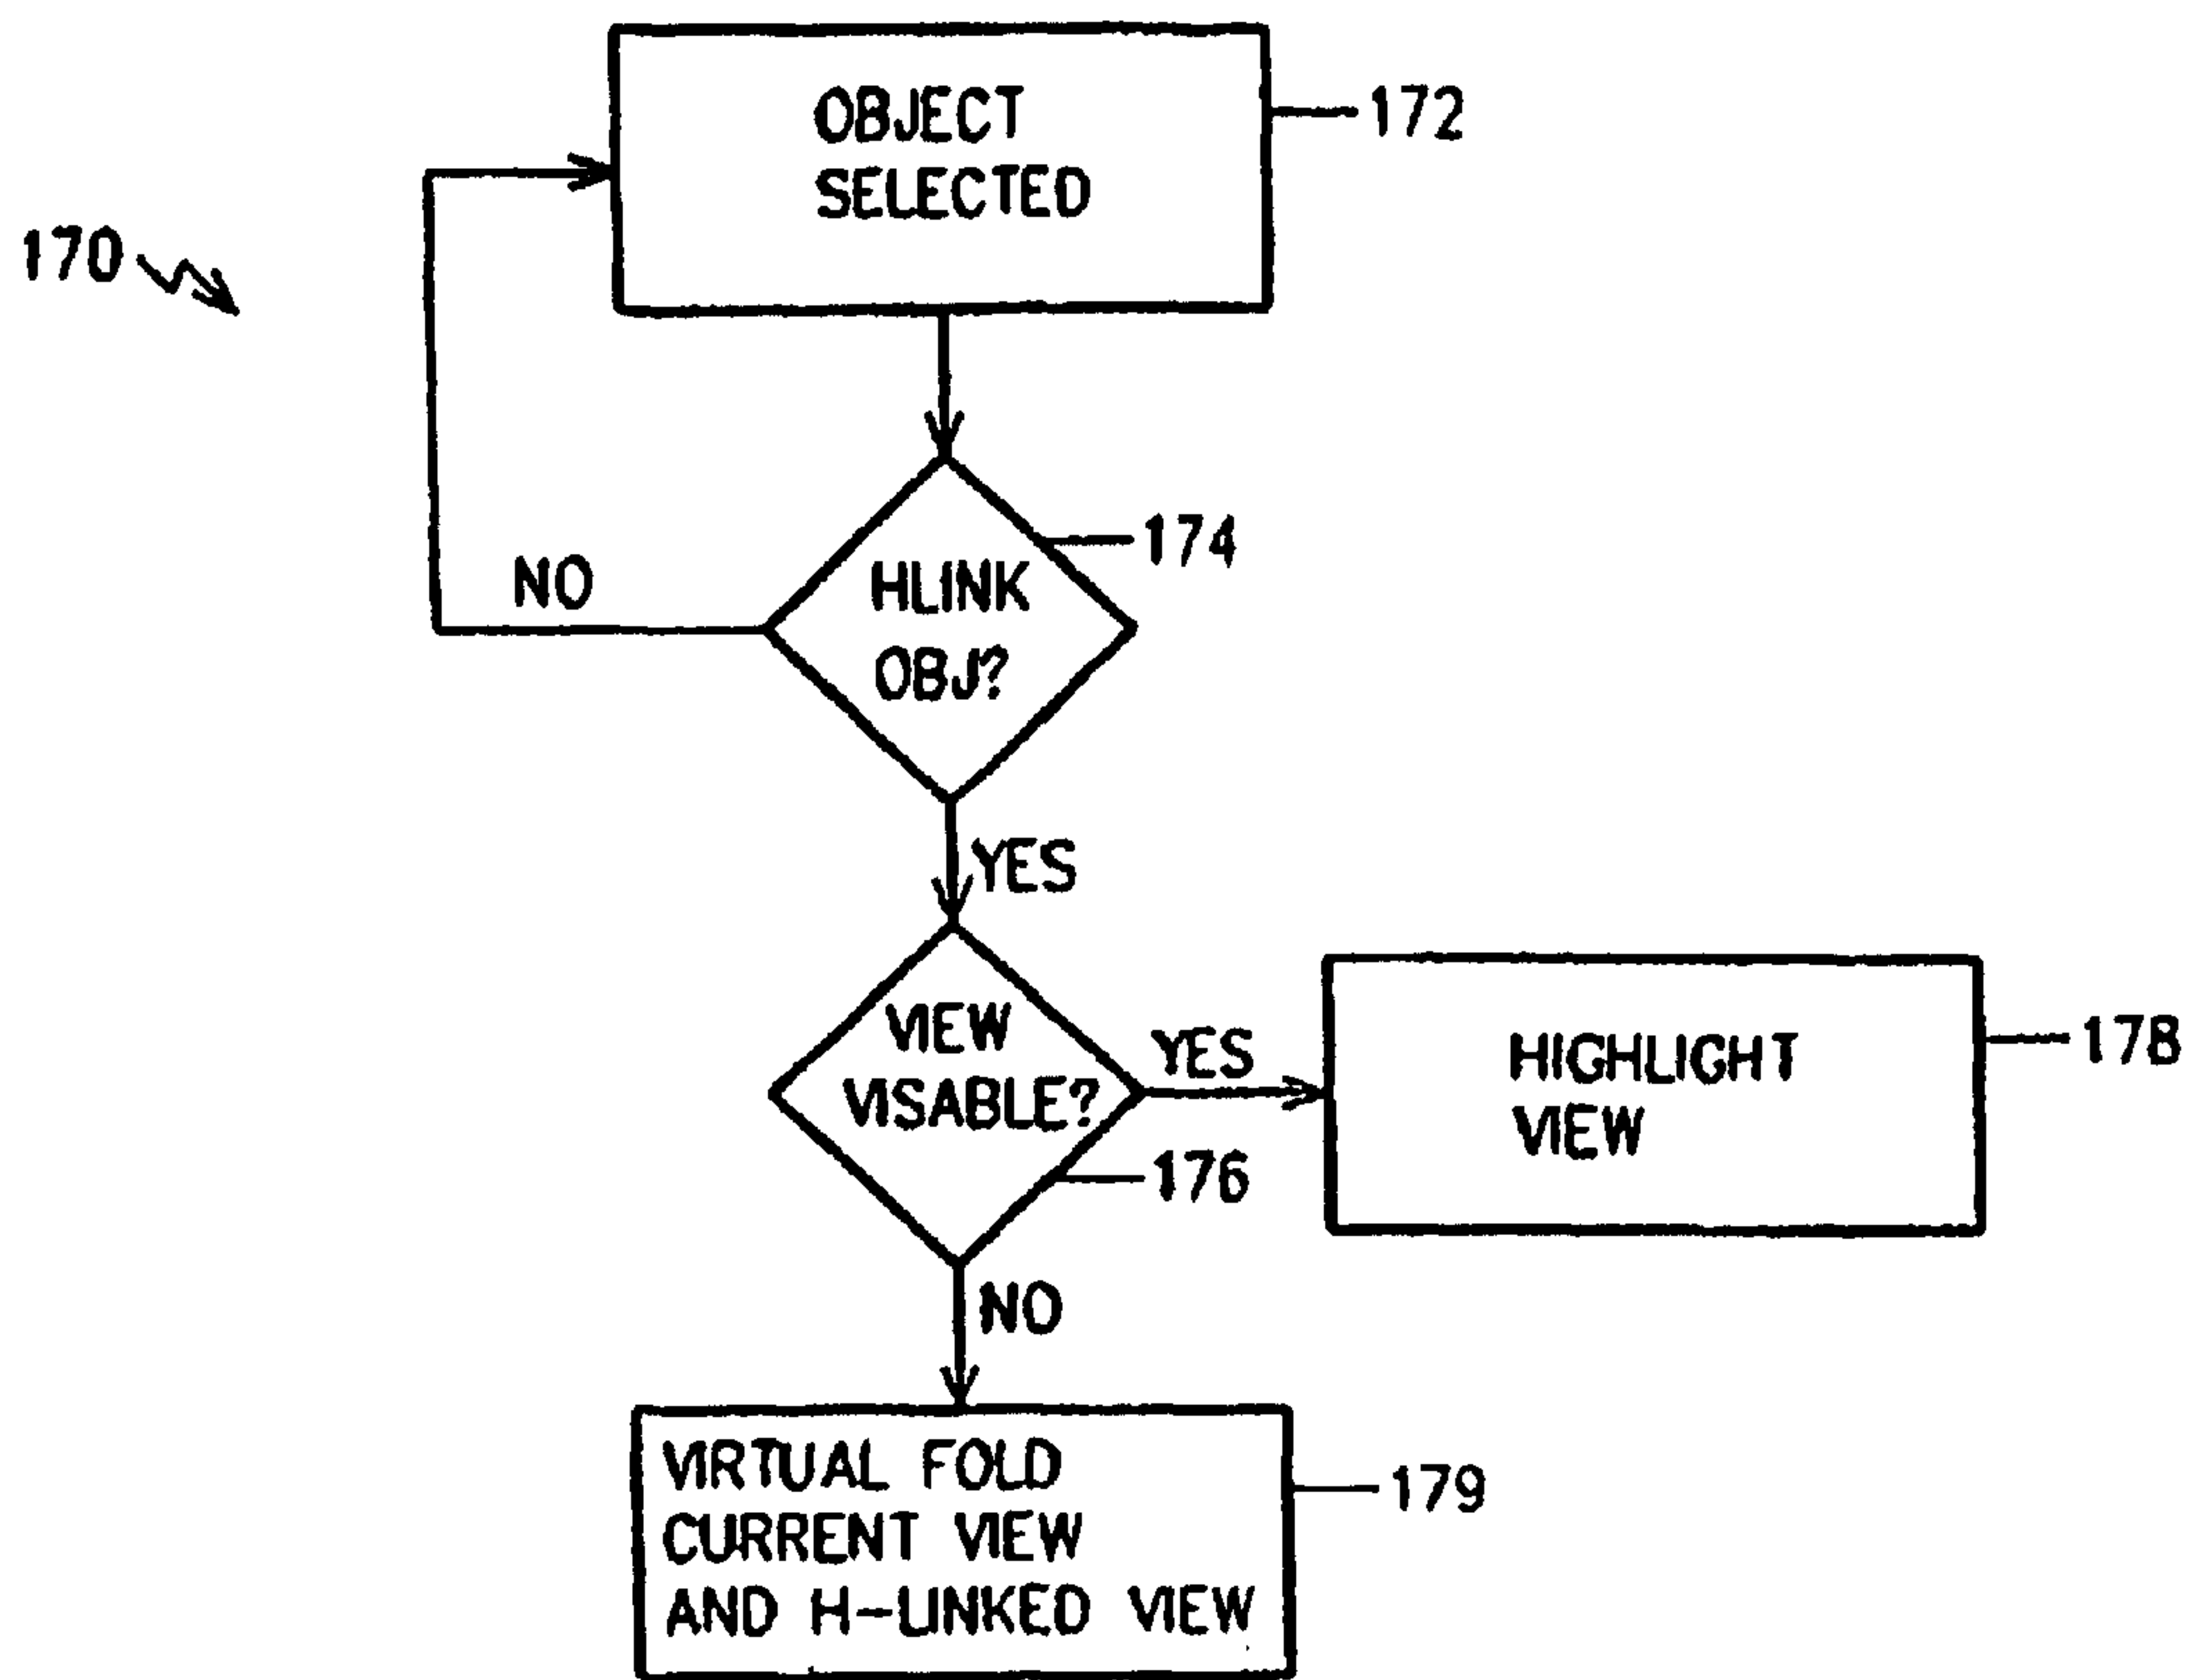 OBJECT
SELECTED
172
170
174
HLINK
OBJ?
NO
YES
VIEW
VISABLE?
YES
176
HIGHLIGHT
VIEW
178
NO
VIRTUAL FOLD
CURRENT VIEW
AND H-LINKED VIEW
179